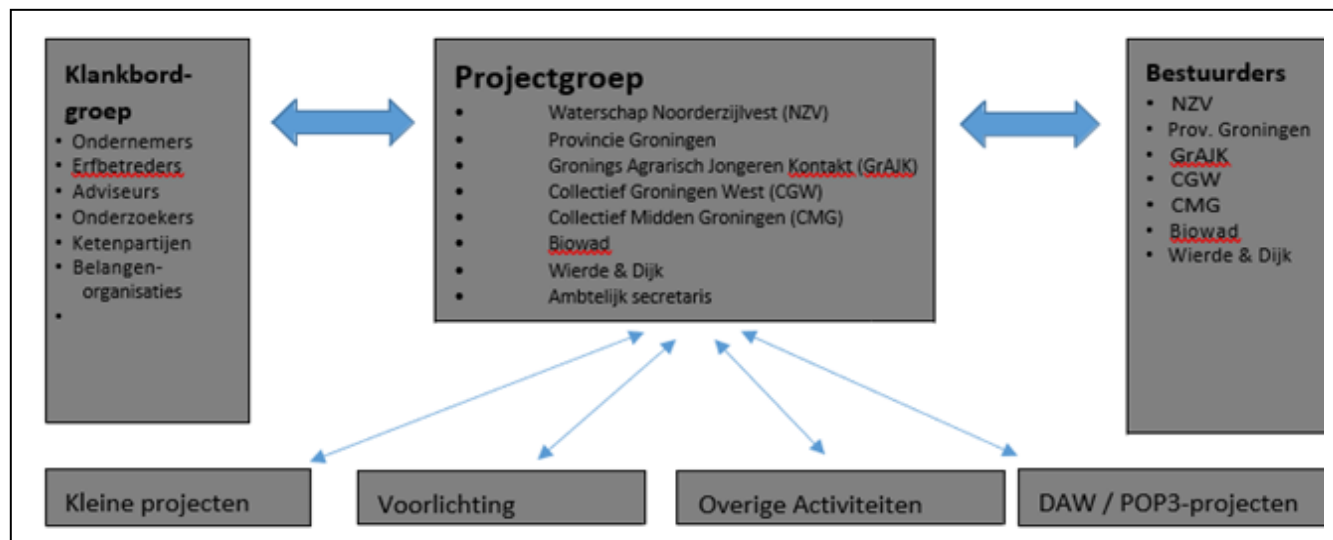 Klankbord-
groep
• Ondernemers
• Erfbetreders
• Adviseurs
• Onderzoekers
• Ketenpartijen
• Belangen-
organisaties
•
Projectgroep
• Waterschap Noorderzijlvest (NZV)
• Provincie Groningen
• Gronings Agrarisch Jongeren Kontakt (GrAJK)
• Collectief Groningen West (CGW)
• Collectief Midden Groningen (CMG)
• Biowad
• Wierde & Dijk
• Ambtelijk secretaris
Bestuurders
• NZV
• Prov. Groningen
• GrAJK
• CGW
• CMG
• Biowad
• Wierde & Dijk
Kleine projecten
Voorlichting
Overige Activiteiten
DAW / POP3-projecten